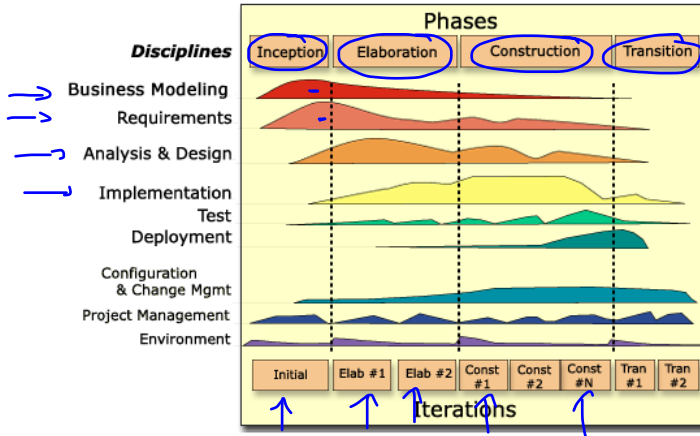 Phases
Disciplines
Inception Elaboration Construction Transition
Business Modeling
Requirements
Analysis & Design
Implementation
Test
Deployment
Configuration
& Change Mgmt
Project Management
Environment
Initial Elab #1 Elab #2 Const #1 Const #2 Const #N Tran #1 Tran #2
Iterations